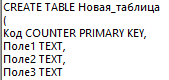 CREATE TABLE Новая_таблица
(
Код COUNTER PRIMARY KEY,
Поле1 TEXT,
Поле2 TEXT,
Поле3 TEXT